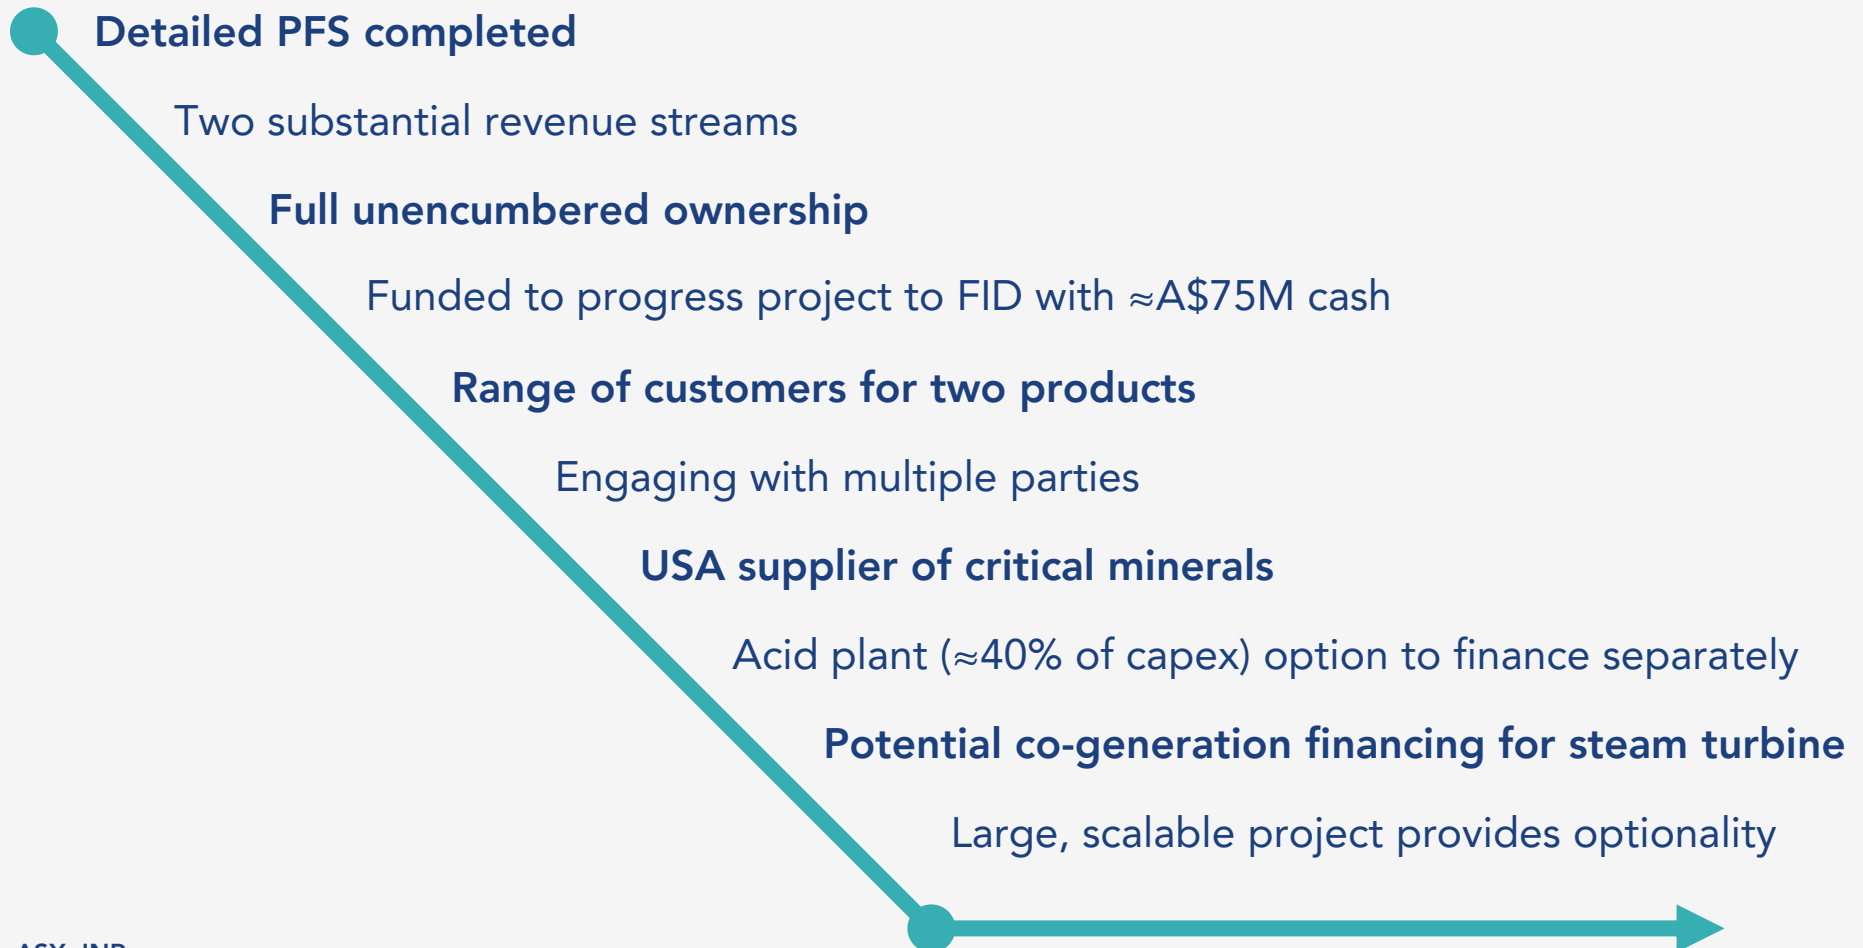 Detailed PFS completed
Two substantial revenue streams
Full unencumbered ownership
Funded to progress project to FID with ≈A$75M cash
Range of customers for two products
Engaging with multiple parties
USA supplier of critical minerals
Acid plant (≈40% of capex) option to finance separately
Potential co-generation financing for steam turbine
Large, scalable project provides optionality